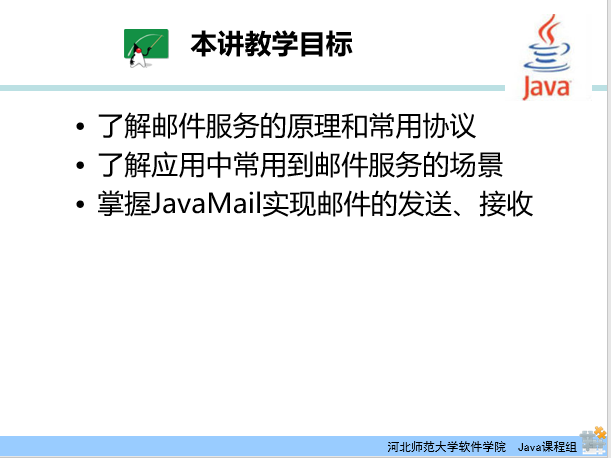 本讲教学目标
Java
• 了解邮件服务的原理和常用协议
• 了解应用中常用到邮件服务的场景
• 掌握JavaMail实现邮件的发送、接收
河北师范大学软件学院 Java课程组